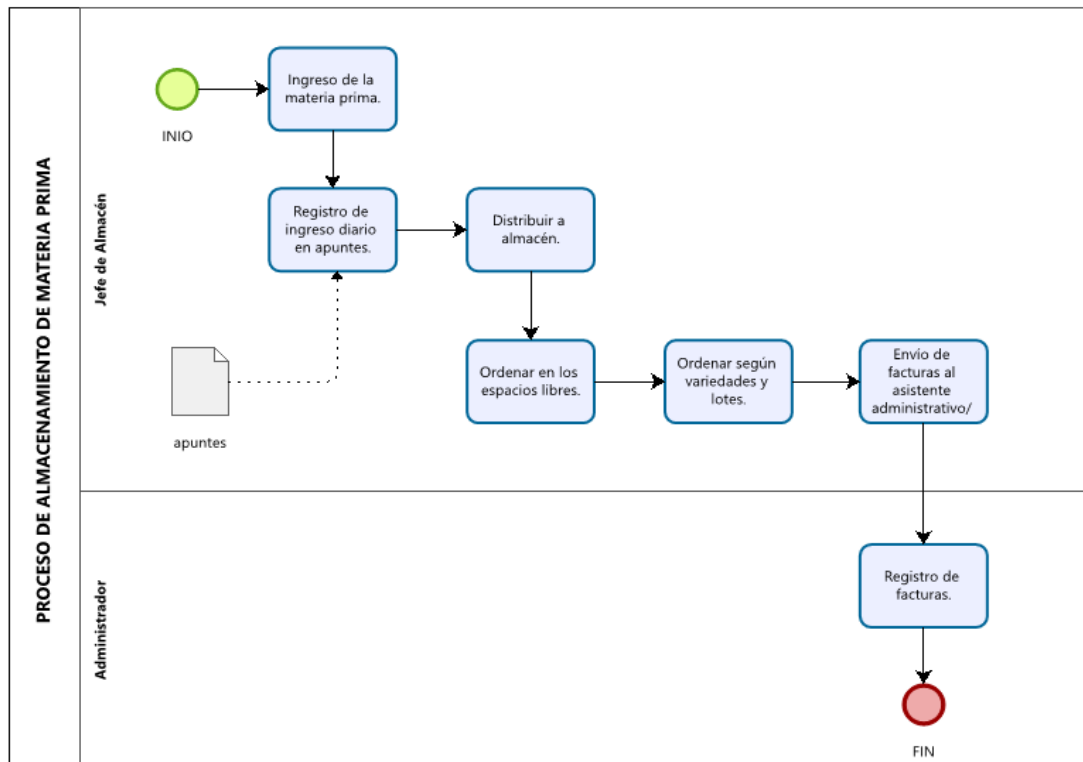 PROCESO DE ALMACENAMIENTO DE MATERIA PRIMA
Jefe de Almacén
INIO
Ingreso de la
materia prima.
Registro de
ingreso diario
en apuntes.
Distribuir a
almacén.
apuntes
Ordenar en los
espacios libres.
Ordenar según
variedades y
lotes.
Envio de
facturas al
asistente
administrativo/
Administrador
Registro de
facturas.
FIN